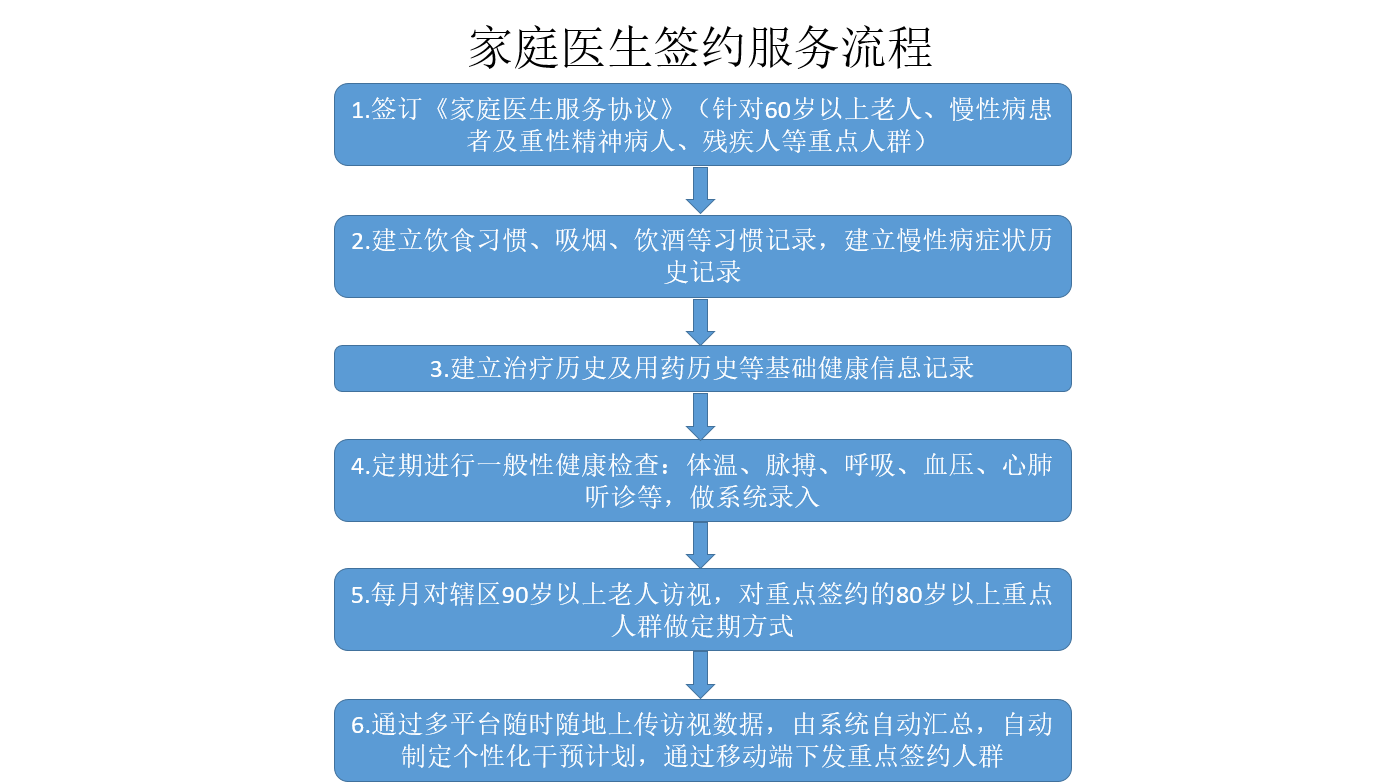 家庭医生签约服务流程
1.签订《家庭医生服务协议》（针对60岁以上老人、慢性病患
者及重性精神病人、残疾人等重点人群）
2.建立饮食习惯、吸烟、饮酒等习惯记录，建立慢性病症状历
史记录
3.建立治疗历史及用药历史等基础健康信息记录
4.定期进行一般性健康检查：体温、脉搏、呼吸、血压、心肺
听诊等，做系统录入
5.每月对辖区90岁以上老人访视，对重点签约的80岁以上重点
人群做定期方式
6.通过多平台随时随地上传访视数据，由系统自动汇总，自动
制定个性化干预计划，通过移动端下发重点签约人群